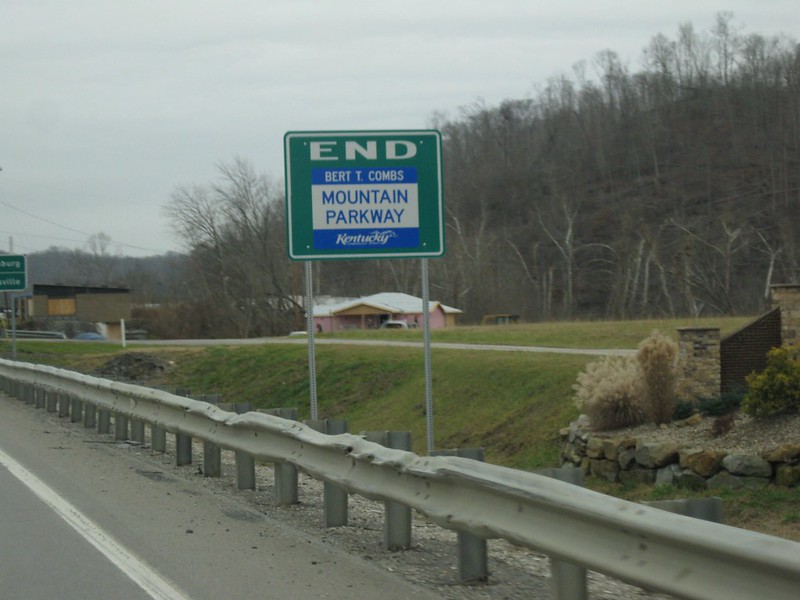 END
BERT T. COMBS
MOUNTAIN
PARKWAY
Kentucky